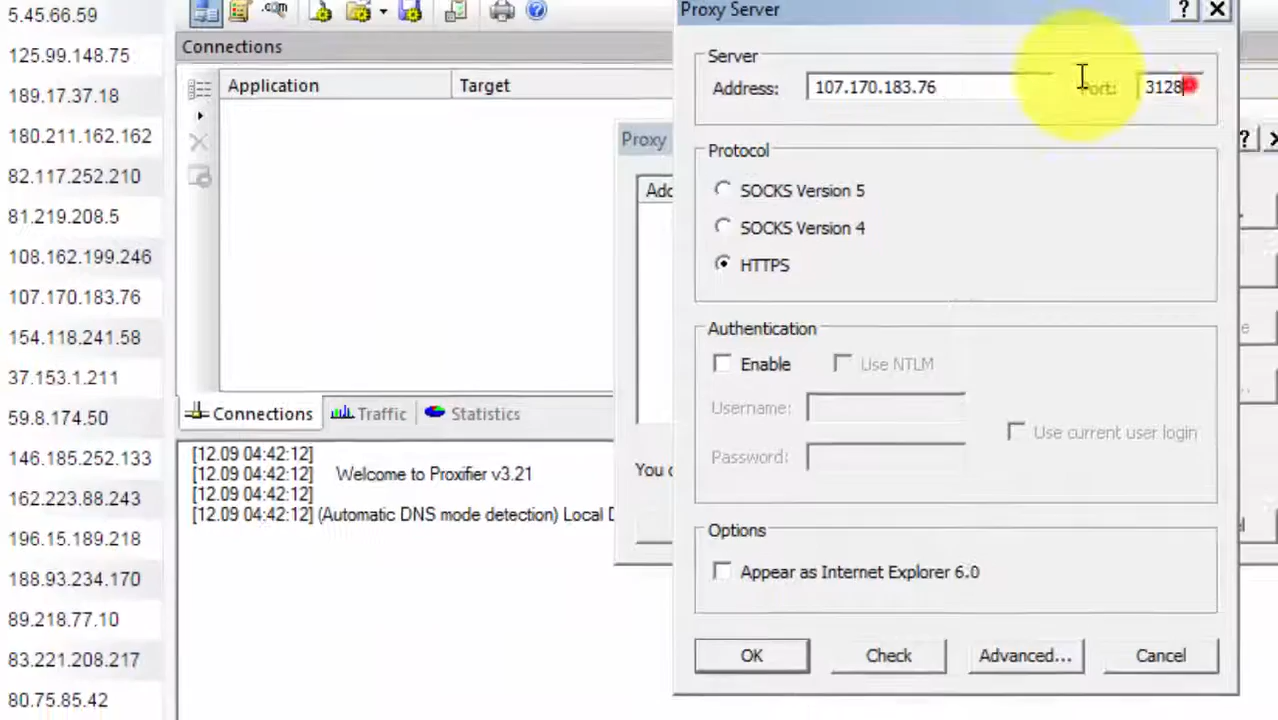 5.45.66.59
125.99.148.75
189.17.37.18
180.211.162.162
82.117.252.210
81.219.208.5
108.162.199.246
107.170.183.76
154.118.241.58
37.153.1.211
59.8.174.50
146.185.252.133
162.223.88.243
196.15.189.218
188.93.234.170
89.218.77.10
83.221.208.217
80.75.85.42
Connections
Application Target
Connections Traffic Statistics
[12.09 04:42:12]
[12.09 04:42:12] Welcome to Proxifier v3.21
[12.09 04:42:12]
[12.09 04:42:12] (Automatic DNS mode detection) Local D
Proxy
Add
You c
Proxy Server
Server
Address: 107.170.183.76 Port: 3128
Protocol
SOCKS Version 5
SOCKS Version 4
HTTPS
Authentication
Enable Use NTLM
Username:
Use current user login
Password:
Options
Appear as Internet Explorer 6.0
OK Check Advanced... Cancel